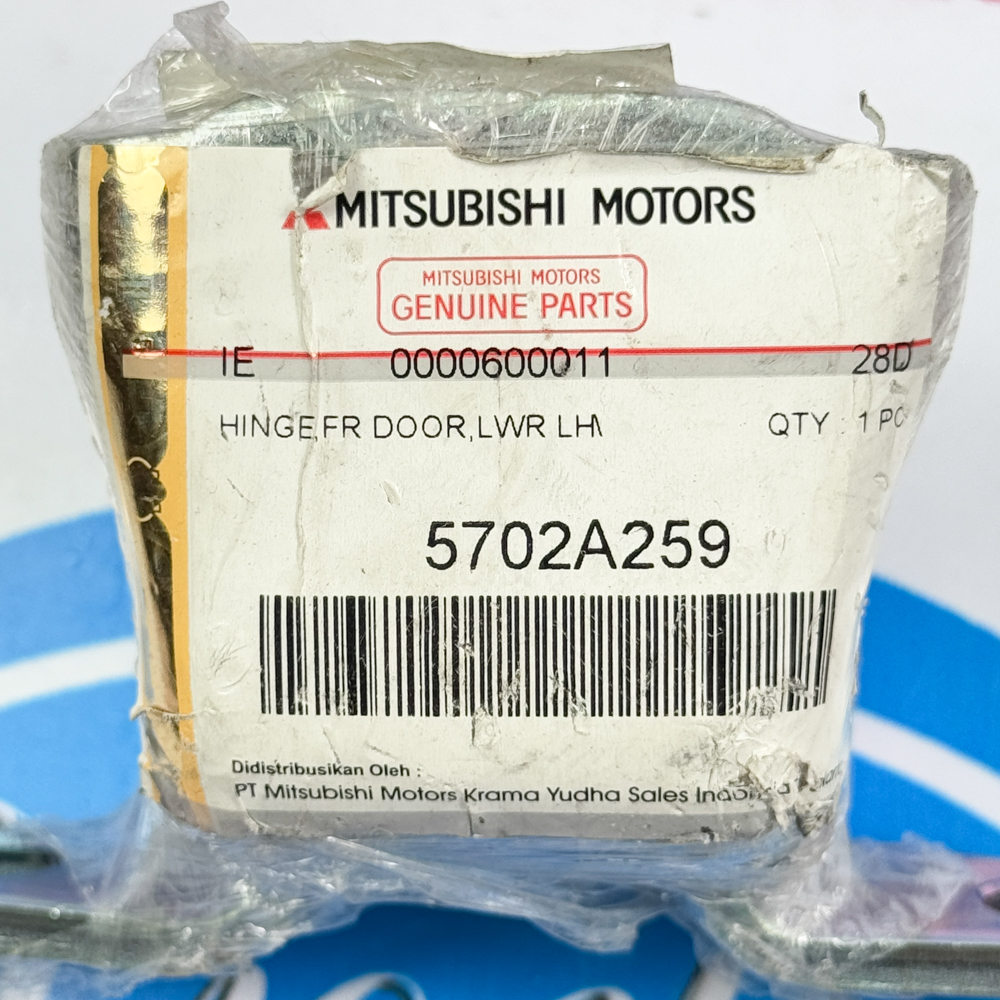 MITSUBISHI MOTORS
MITSUBISHI MOTORS
GENUINE PARTS
IE 0000600011 28D
HINGE,FR DOOR,LWR LH
QTY : 1 PC
5702A259
Didistribusikan Oleh :
PT Mitsubishi Motors Krama Yudha Sales